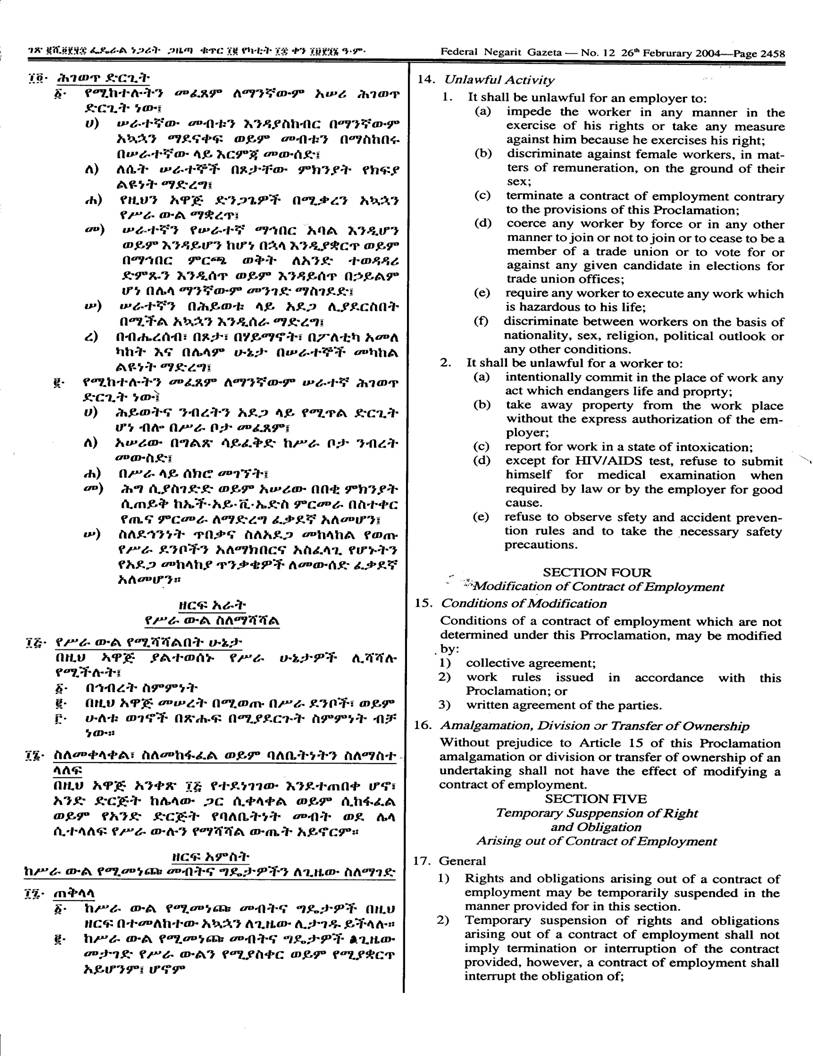 ገጽ ፪ሺ፬፻፶፰ ፌዴራል ነጋሪት ጋዜጣ ቁጥር ፲፪ የካቲት ፲፰ ቀን ፲፱፻፺፮ ዓ·ም·
Federal Negarit Gazeta — No. 12 26th Februrary 2004—Page 2458
፲፬· ሕገወጥ ድርጊት
፩· የሚከተሉትን መፈጸም ለማንኛውም አሠሪ ሕገወጥ
ድርጊት ነው፤
ሀ) ሠራተኛው መብቱን እንዳያስከብር በማንኛውም
አኳኋን ማደናቀፍ ወይም መብቱን በማስከበሩ
በሠራተኛው ላይ እርምጃ መውሰድ፤
ለ) ለሴት ሠራተኞች በጾታቸው ምክንያት የክፍያ
ልዩነት ማድረግ፤
ሐ) የዚህን አዋጅ ድንጋጌዎች በሚቃረን አኳኋን
የሥራ ውል ማቋረጥ፤
መ) ሠራተኛን የሠራተኛ ማኅበር አባል እንዲሆን
ወይም እንዳይሆን ከሆነ በኋላ እንዲያቋርጥ ወይም
በማኅበር ምርጫ ወቅት ለአንድ ተወዳዳሪ
ድምጹን እንዲሰጥ ወይም እንዳይሰጥ በኃይልም
ሆነ በሌላ ማንኛውም መንገድ ማስገደድ፤
ሠ) ሠራተኛን በሕይወቱ ላይ አደጋ ሊያደርስበት
በሚችል አኳኋን እንዲሰራ ማድረግ፤
ረ) በብሔረሰብ፣ በጾታ፣ በሃይማኖት፣ በፖለቲካ አመለ
ካከት እና በሌላም ሁኔታ በሠራተኞች መካከል
ልዩነት ማድረግ፤
፪· የሚከተሉትን መፈጸም ለማንኛውም ሠራተኛ ሕገወጥ
ድርጊት ነው፤
ሀ) ሕይወትና ንብረትን አደጋ ላይ የሚጥል ድርጊት
ሆነ ብሎ በሥራ ቦታ መፈጸም፤
ለ) አሠሪው በግልጽ ሳይፈቅድ ከሥራ ቦታ ንብረት
መውሰድ፤
ሐ) በሥራ ላይ ሰክሮ መገኘት፤
መ) ሕግ ሲያስገድድ ወይም አሠሪው በበቂ ምክንያት
ሲጠይቅ ከኤች·አይ·ቪ·ኤድስ ምርመራ በስተቀር
የጤና ምርመራ ለማድረግ ፈቃደኛ አለመሆን፤
ሠ) ስለደኅንነት ጥበቃና ስለአደጋ መከላከል የወጡ
የሥራ ደንቦችን አለማክበርና አስፈላጊ የሆኑትን
የአደጋ መከላከያ ጥንቃቄዎች ለመውሰድ ፈቃደኛ
አለመሆን።
ዘርፍ አራት
የሥራ ውል ስለማሻሻል
፲፭· የሥራ ውል የሚሻሻልበት ሁኔታ
በዚህ አዋጅ ያልተወሰኑ የሥራ ሁኔታዎች ሊሻሻሉ
የሚችሉት፤
፩· በኅብረት ስምምነት
፪· በዚህ አዋጅ መሠረት በሚወጡ በሥራ ደንቦች፣ ወይም
፫· ሁለቱ ወገኖች በጽሑፍ በሚያደርጉት ስምምነት ብቻ
ነው።
፲፮· ስለመቀላቀል፣ ስለመከፋፈል ወይም ባለቤትነትን ስለማስተ
ላለፍ
በዚህ አዋጅ አንቀጽ ፲፭ የተደነገገው እንደተጠበቀ ሆኖ፣
አንድ ድርጅት ከሌላው ጋር ሲቀላቀል ወይም ሲከፋፈል
ወይም የአንድ ድርጅት የባለቤትነት መብት ወደ ሌላ
ሲተላለፍ የሥራ ውሉን የማሻሻል ውጤት አይኖርም።
ዘርፍ አምስት
ከሥራ ውል የሚመነጩ መብትና ግዴታዎችን ለጊዜው ስለማገድ
፲፯· ጠቅላላ
፩· ከሥራ ውል የሚመነጩ መብትና ግዴታዎች በዚህ
ዘርፍ በተመለከተው አኳኋን ለጊዜው ሊታገዱ ይችላሉ።
፪· ከሥራ ውል የሚመነጩ መብትና ግዴታዎች ለጊዜው
መታገድ የሥራ ውልን የሚያስቀር ወይም የሚያቋርጥ
አይሆንም፣ ሆኖም
14. Unlawful Activity
1. It shall be unlawful for an employer to:
(a) impede the worker in any manner in the
exercise of his rights or take any measure
against him because he exercises his right;
(b) discriminate against female workers, in mat-
ters of remuneration, on the ground of their
sex;
(c) terminate a contract of employment contrary
to the provisions of this Proclamation;
(d) coerce any worker by force or in any other
manner to join or not to join or to cease to be a
member of a trade union or to vote for or
against any given candidate in elections for
trade union offices;
(e) require any worker to execute any work which
is hazardous to his life;
(f) discriminate between workers on the basis of
nationality, sex, religion, political outlook or
any other conditions.
2. It shall be unlawful for a worker to:
(a) intentionally commit in the place of work any
act which endangers life and proprty;
(b) take away property from the work place
without the express authorization of the em-
ployer;
(c) report for work in a state of intoxication;
(d) except for HIV/AIDS test, refuse to submit
himself for medical examination when
required by law or by the employer for good
cause.
(e) refuse to observe sfety and accident preven-
tion rules and to take the necessary safety
precautions.
SECTION FOUR
Modification of Contract of Employment
15. Conditions of Modification
Conditions of a contract of employment which are not
determined under this Prroclamation, may be modified
by:
1) collective agreement;
2) work rules issued in accordance with this
Proclamation; or
3) written agreement of the parties.
16. Amalgamation, Division or Transfer of Ownership
Without prejudice to Article 15 of this Proclamation
amalgamation or division or transfer of ownership of an
undertaking shall not have the effect of modifying a
contract of employment.
SECTION FIVE
Temporary Susppension of Right
and Obligation
Arising out of Contract of Employment
17. General
1) Rights and obligations arising out of a contract of
employment may be temporarily suspended in the
manner provided for in this section.
2) Temporary suspension of rights and obligations
arising out of a contract of employment shall not
imply termination or interruption of the contract
provided, however, a contract of employment shall
interrupt the obligation of;